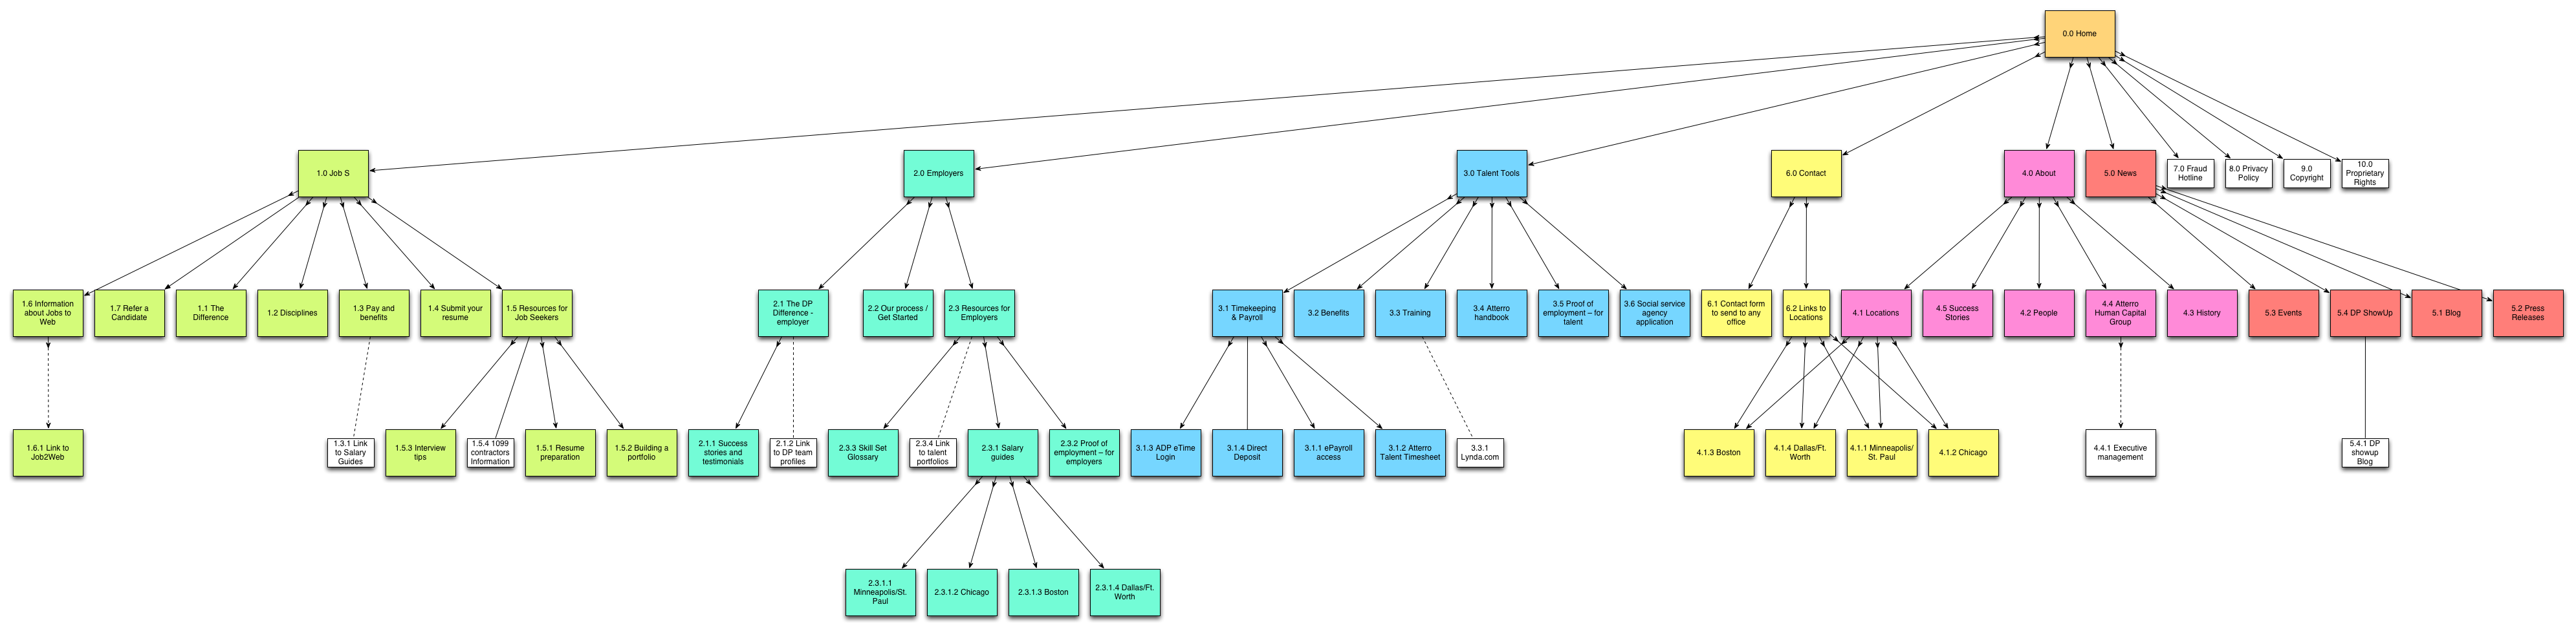 0.0 Home
1.0 Job S
2.0 Employers
3.0 Talent Tools
6.0 Contact
4.0 About
5.0 News
7.0 Fraud
Hotline
8.0 Privacy
Policy
9.0
Copyright
10.0
Proprietary
Rights
1.6 Information
about Jobs to
Web
1.7 Refer a
Candidate
1.1 The
Difference
1.2 Disciplines
1.3 Pay and
benefits
1.4 Submit your
resume
1.5 Resources for
Job Seekers
2.1 The DP
Difference -
employer
2.2 Our process /
Get Started
2.3 Resources for
Employers
3.1 Timekeeping
& Payroll
3.2 Benefits
3.3 Training
3.4 Atterro
handbook
3.5 Proof of
employment – for
talent
3.6 Social service
agency
application
6.1 Contact form
to send to any
office
6.2 Links to
Locations
4.1 Locations
4.5 Success
Stories
4.2 People
4.4 Atterro
Human Capital
Group
4.3 History
5.3 Events
5.4 DP ShowUp
5.1 Blog
5.2 Press
Releases
1.6.1 Link to
Job2Web
1.3.1 Link
to Salary
Guides
1.5.3 Interview
tips
1.5.4 1099
contractors
Information
1.5.1 Resume
preparation
1.5.2 Building a
portfolio
2.1.1 Success
stories and
testimonials
2.1.2 Link
to DP team
profiles
2.3.3 Skill Set
Glossary
2.3.4 Link
to talent
portfolios
2.3.1 Salary
guides
2.3.2 Proof of
employment – for
employers
3.1.3 ADP eTime
Login
3.1.4 Direct
Deposit
3.1.1 ePayroll
access
3.1.2 Atterro
Talent Timesheet
3.3.1
Lynda.com
4.1.3 Boston
4.1.4 Dallas/Ft.
Worth
4.1.1 Minneapolis/
St. Paul
4.1.2 Chicago
4.4.1 Executive
management
5.4.1 DP
showup
Blog
2.3.1.1
Minneapolis/St.
Paul
2.3.1.2 Chicago
2.3.1.3 Boston
2.3.1.4 Dallas/Ft.
Worth